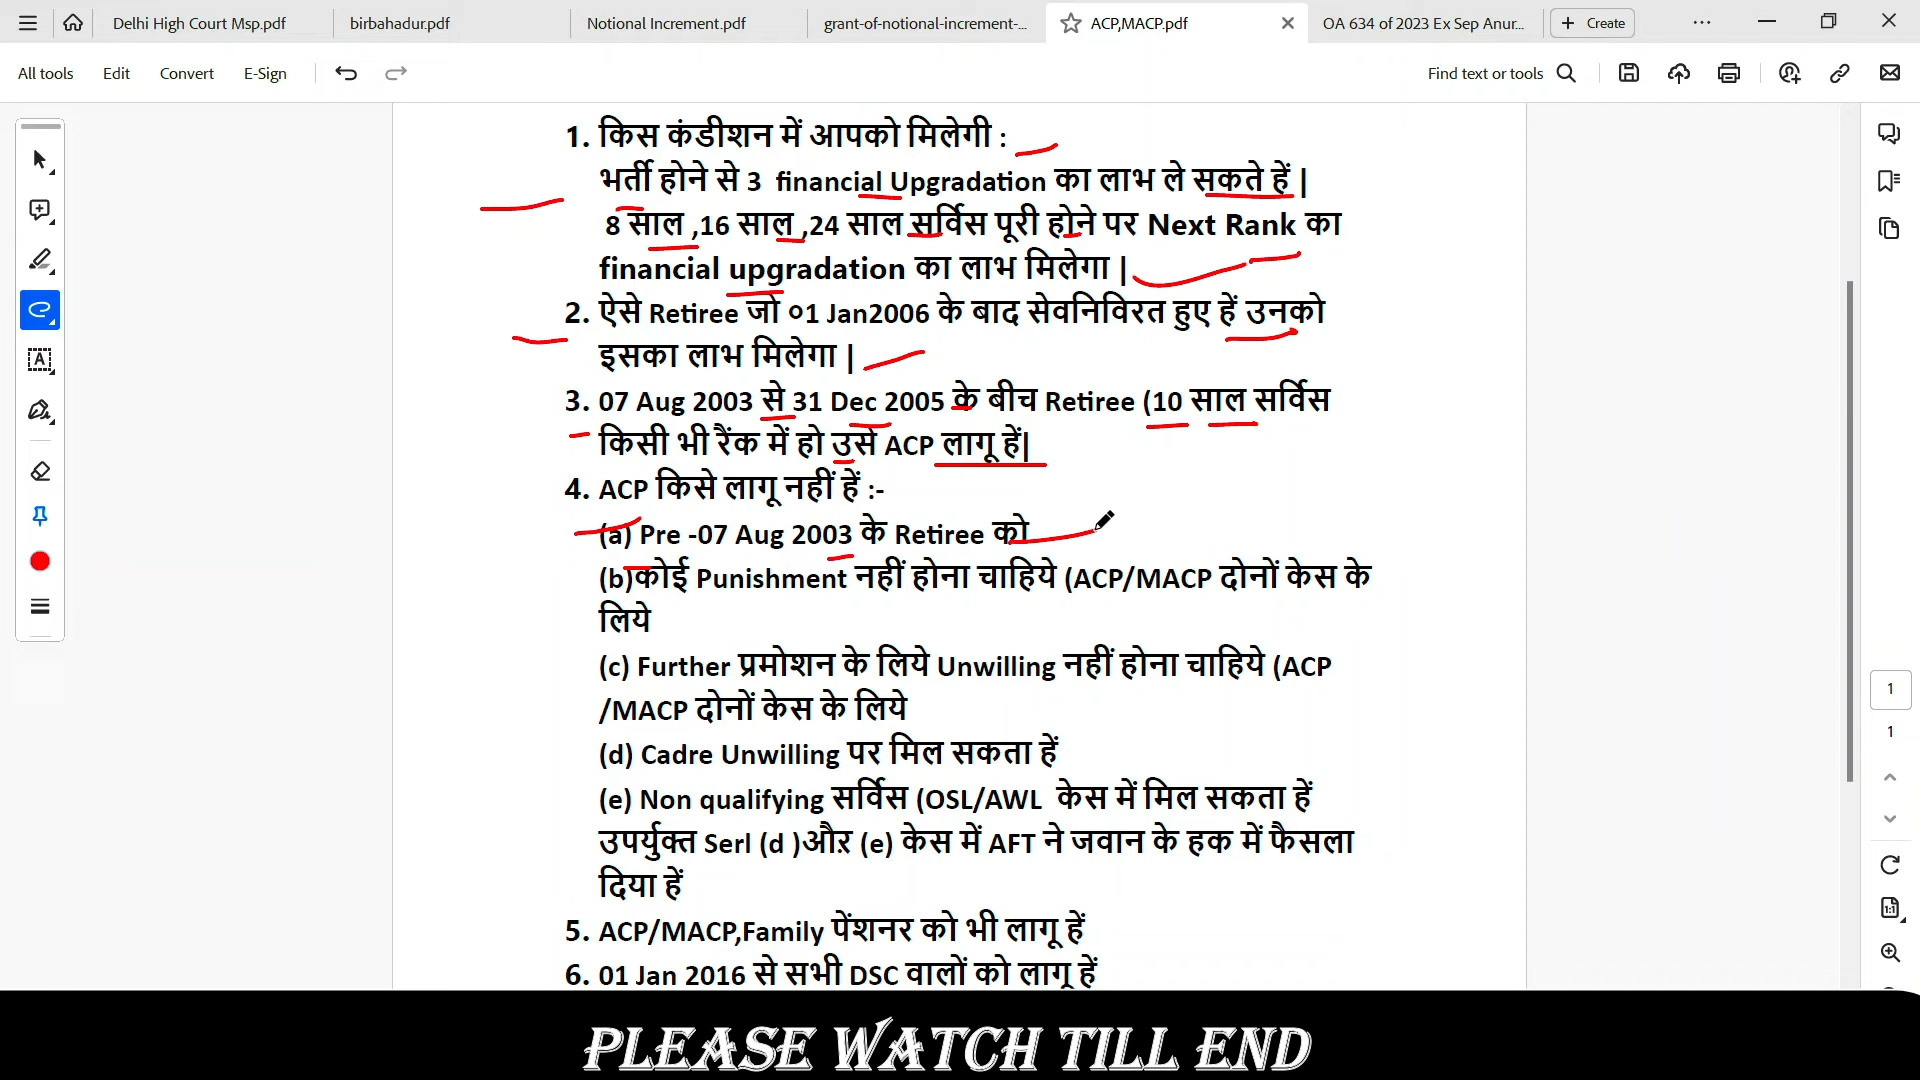 Delhi High Court Msp.pdf
birbahadur.pdf
Notional Increment.pdf
grant-of-notional-increment-...
ACP,MACP.pdf
OA 634 of 2023 Ex Sep Anur...
Create
All tools
Edit
Convert
E-Sign
Find text or tools
1. किस कंडीशन में आपको मिलेगी :
भर्ती होने से 3 financial Upgradation का लाभ ले सकते हें |
8 साल ,16 साल ,24 साल सर्विस पूरी होने पर Next Rank का
financial upgradation का लाभ मिलेगा |
2. ऐसे Retiree जो ०1 Jan2006 के बाद सेवनिविरत हुए हें उनको
इसका लाभ मिलेगा |
3. 07 Aug 2003 से 31 Dec 2005 के बीच Retiree (10 साल सर्विस
किसी भी रैंक में हो उसे ACP लागू हें|
4. ACP किसे लागू नहीं हें :-
(a) Pre -07 Aug 2003 के Retiree को
(b)कोई Punishment नहीं होना चाहिये (ACP/MACP दोनों केस के
लिये
(c) Further प्रमोशन के लिये Unwilling नहीं होना चाहिये (ACP
/MACP दोनों केस के लिये
(d) Cadre Unwilling पर मिल सकता हें
(e) Non qualifying सर्विस (OSL/AWL केस में मिल सकता हें
उपर्युक्त Serl (d )औऱ (e) केस में AFT ने जवान के हक में फैसला
दिया हें
5. ACP/MACP,Family पेंशनर को भी लागू हें
6. 01 Jan 2016 से सभी DSC वालों को लागू हें
1
1
PLEASE WATCH TILL END